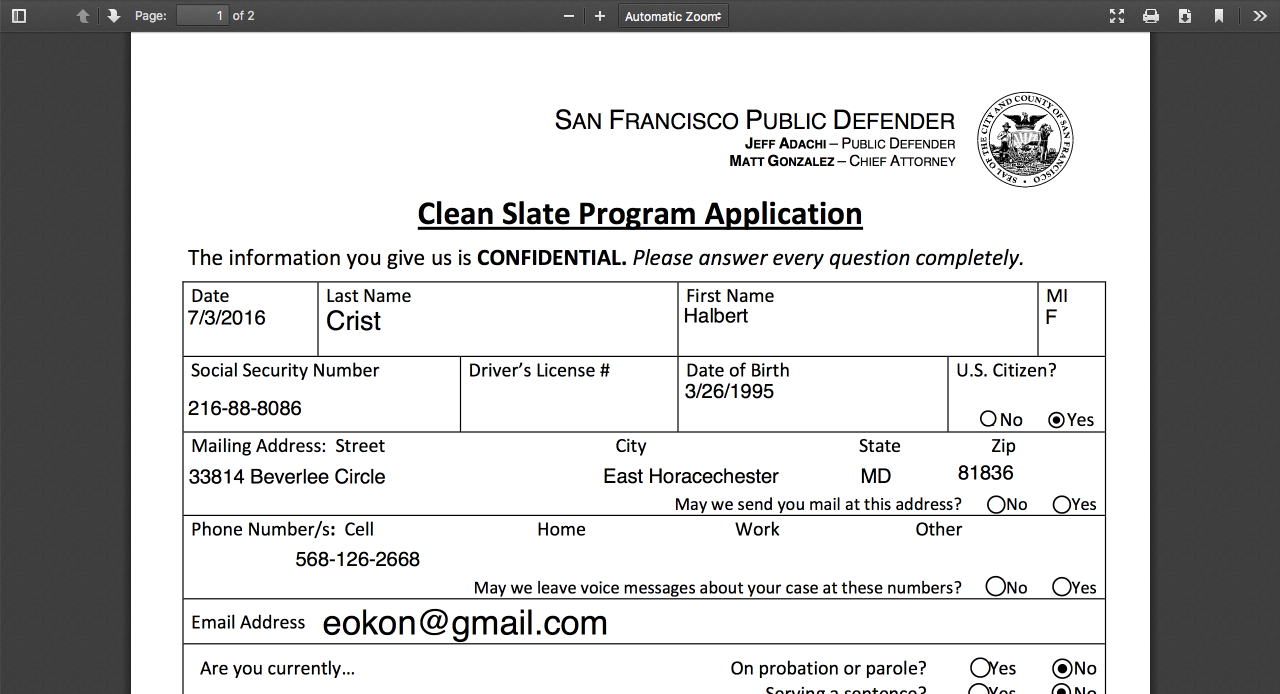 Page: 1 of 2 Automatic Zoom
SAN FRANCISCO PUBLIC DEFENDER
JEFF ADACHI – PUBLIC DEFENDER
MATT GONZALEZ – CHIEF ATTORNEY
SEAL OF THE CITY AND COUNTY OF SAN FRANCISCO
Clean Slate Program Application
The information you give us is CONFIDENTIAL. Please answer every question completely.
Date Last Name First Name MI
7/3/2016 Crist Halbert F
Social Security Number Driver's License # Date of Birth U.S. Citizen?
3/26/1995
216-88-8086
No Yes
Mailing Address: Street City State Zip
33814 Beverlee Circle East Horacechester MD 81836
May we send you mail at this address? No Yes
Phone Number/s: Cell Home Work Other
568-126-2668
May we leave voice messages about your case at these numbers? No Yes
Email Address eokon@gmail.com
Are you currently... On probation or parole? Yes No
Serving a sentence? Yes No